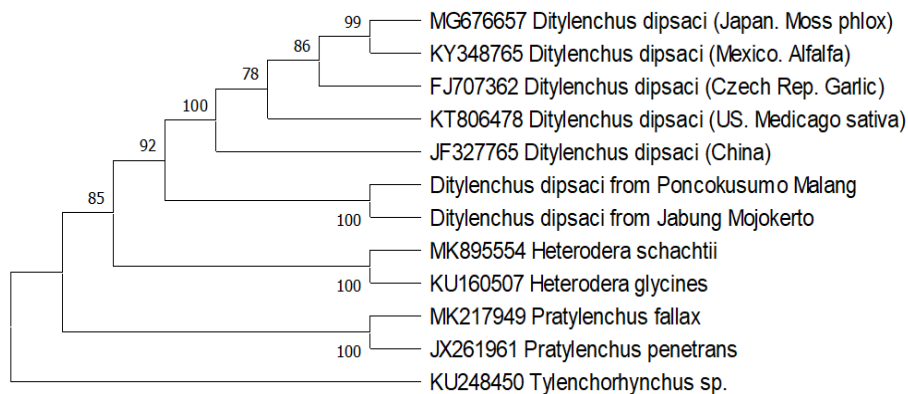 99
MG676657 Ditylenchus dipsaci (Japan. Moss phlox)
KY348765 Ditylenchus dipsaci (Mexico. Alfalfa)
86
FJ707362 Ditylenchus dipsaci (Czech Rep. Garlic)
78
KT806478 Ditylenchus dipsaci (US. Medicago sativa)
100
JF327765 Ditylenchus dipsaci (China)
92
Ditylenchus dipsaci from Poncokusumo Malang
Ditylenchus dipsaci from Jabung Mojokerto
100
85
MK895554 Heterodera schachtii
KU160507 Heterodera glycines
100
MK217949 Pratylenchus fallax
JX261961 Pratylenchus penetrans
100
KU248450 Tylenchorhynchus sp.